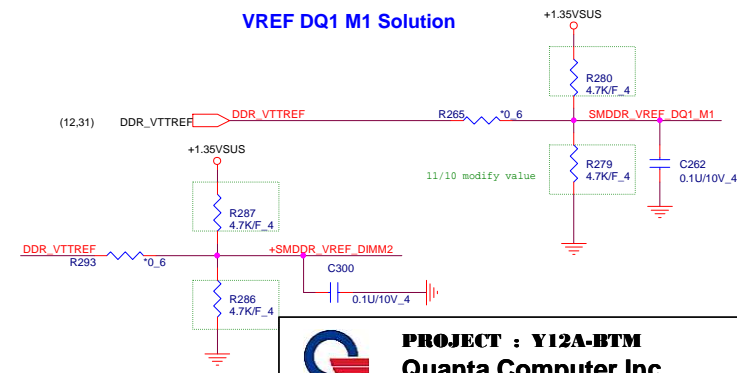 VREF DQ1 M1 Solution
+1.35VSUS
R280
4.7K/F_4
(12,31) DDR_VTTREF DDR_VTTREF R265 *0_6 SMDDR_VREF_DQ1_M1
+1.35VSUS
11/10 modify value
R279
4.7K/F_4
C262
0.1U/10V_4
R287
4.7K/F_4
DDR_VTTREF
R293 *0_6
+SMDDR_VREF_DIMM2
C300
0.1U/10V_4
R286
4.7K/F_4
PROJECT : Y12A-BTM
Quanta Computer Inc